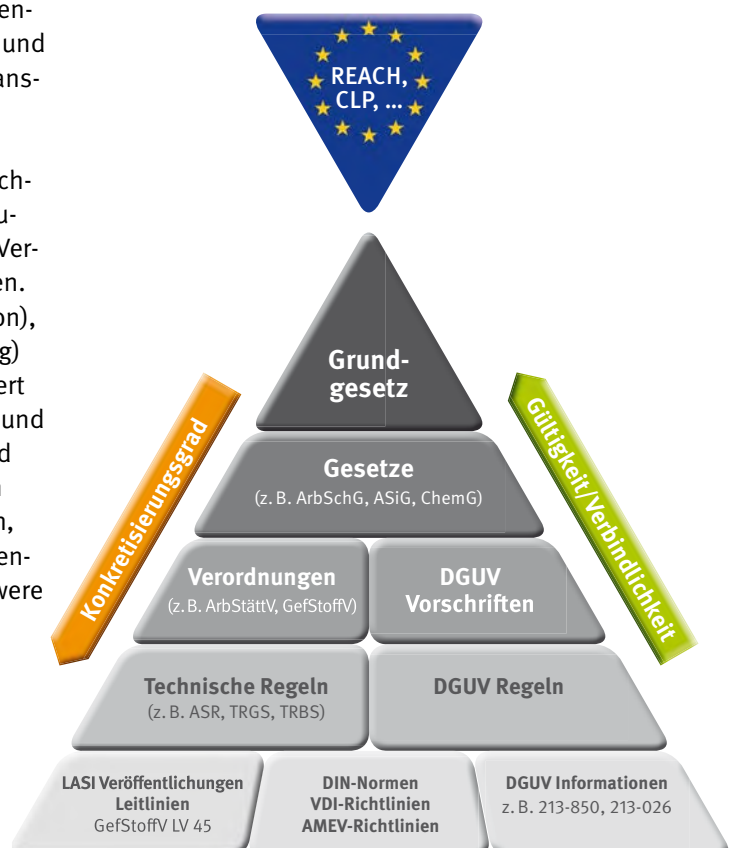 en-
und
ans-
ch-
u-
Ver-
en.
on),
g)
ert
und
d
n,
en-
were
REACH,
CLP, ...
Grund-
gesetz
Konkretisierungsgrad
Gültigkeit/Verbindlichkeit
Gesetze
(z. B. ArbSchG, ASiG, ChemG)
Verordnungen
(z. B. ArbStättV, GefStoffV)
DGUV
Vorschriften
Technische Regeln
(z. B. ASR, TRGS, TRBS)
DGUV Regeln
LASI Veröffentlichungen
Leitlinien
GefStoffV LV 45
DIN-Normen
VDI-Richtlinien
AMEV-Richtlinien
DGUV Informationen
z. B. 213-850, 213-026